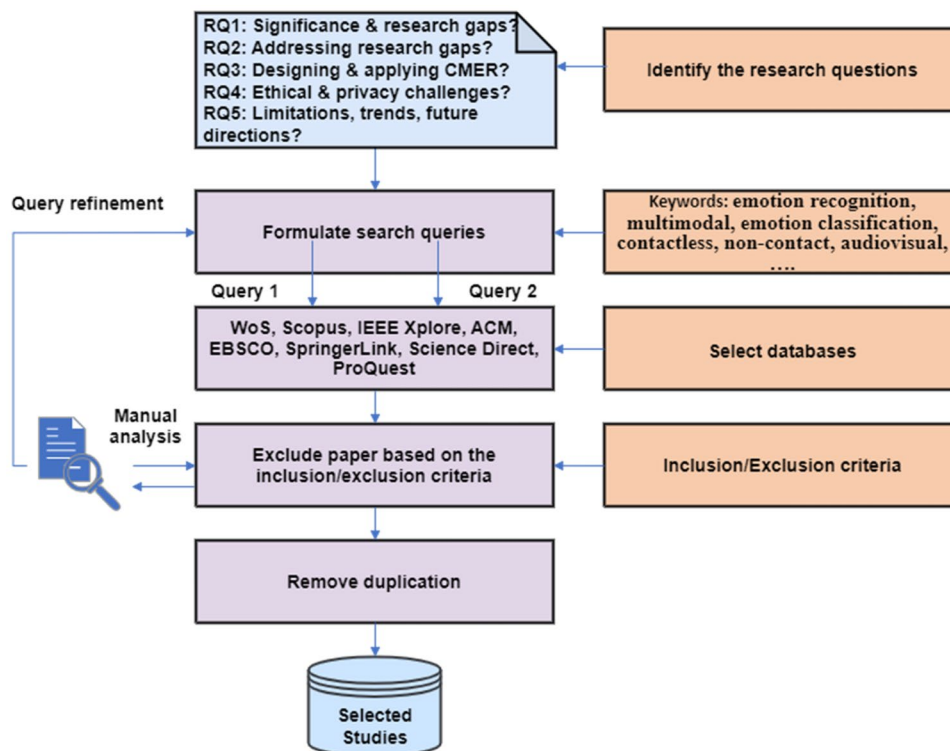 RQ1: Significance & research gaps?
RQ2: Addressing research gaps?
RQ3: Designing & applying CMER?
RQ4: Ethical & privacy challenges?
RQ5: Limitations, trends, future
directions?
Identify the research questions
Query refinement
Formulate search queries
Keywords: emotion recognition,
multimodal, emotion classification,
contactless, non-contact, audiovisual,
….
Query 1
Query 2
WoS, Scopus, IEEE Xplore, ACM,
EBSCO, SpringerLink, Science Direct,
ProQuest
Select databases
Manual
analysis
Exclude paper based on the
inclusion/exclusion criteria
Inclusion/Exclusion criteria
Remove duplication
Selected
Studies